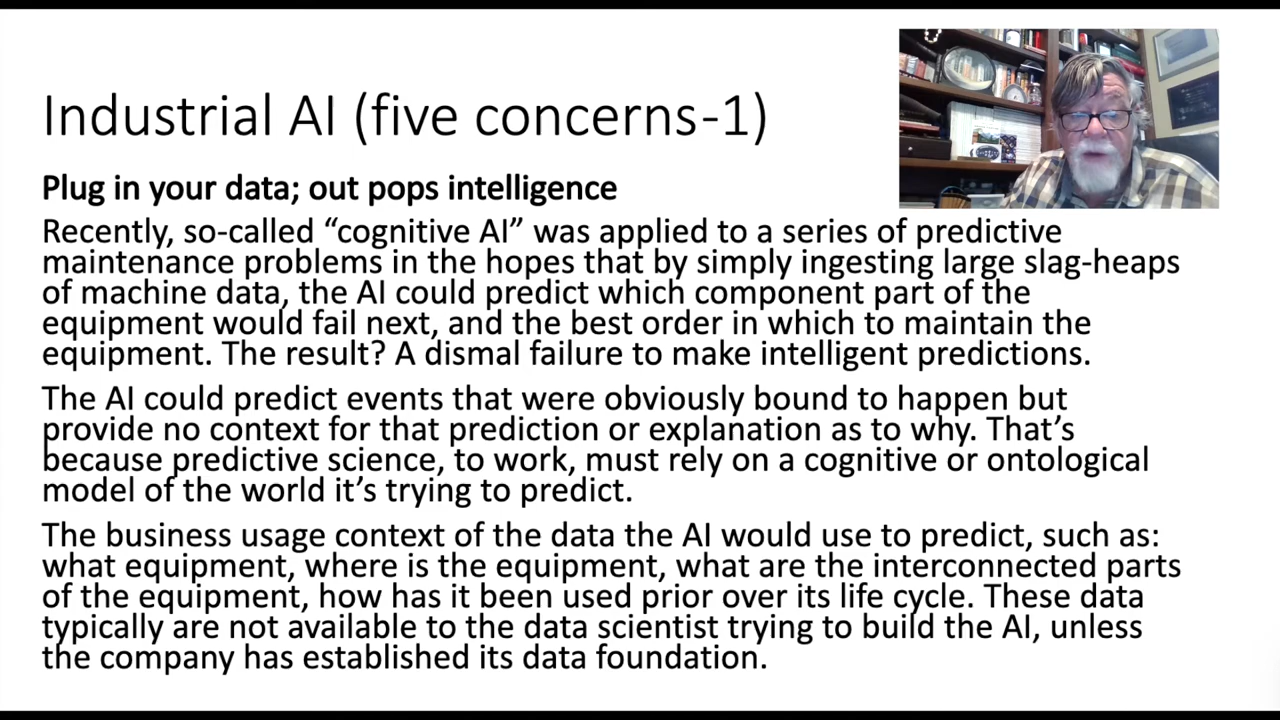 Industrial AI (five concerns-1)
Plug in your data; out pops intelligence
Recently, so-called “cognitive AI” was applied to a series of predictive
maintenance problems in the hopes that by simply ingesting large slag-heaps
of machine data, the AI could predict which component part of the
equipment would fail next, and the best order in which to maintain the
equipment. The result? A dismal failure to make intelligent predictions.
The AI could predict events that were obviously bound to happen but
provide no context for that prediction or explanation as to why. That’s
because predictive science, to work, must rely on a cognitive or ontological
model of the world it’s trying to predict.
The business usage context of the data the AI would use to predict, such as:
what equipment, where is the equipment, what are the interconnected parts
of the equipment, how has it been used prior over its life cycle. These data
typically are not available to the data scientist trying to build the AI, unless
the company has established its data foundation.